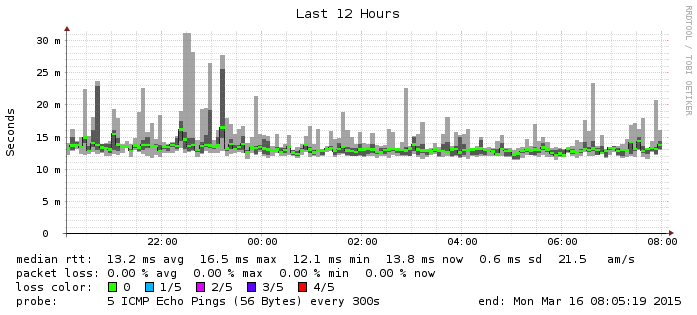 Last 12 Hours
RRDTOOL / TOBI OETIKER
Seconds
30 m
25 m
20 m
15 m
10 m
5 m
0
22:00 00:00 02:00 04:00 06:00 08:00
median rtt: 13.2 ms avg 16.5 ms max 12.1 ms min 13.8 ms now 0.6 ms sd 21.5 am/s
packet loss: 0.00 % avg 0.00 % max 0.00 % min 0.00 % now
loss color: 0 1/5 2/5 3/5 4/5
probe: 5 ICMP Echo Pings (56 Bytes) every 300s end: Mon Mar 16 08:05:19 2015